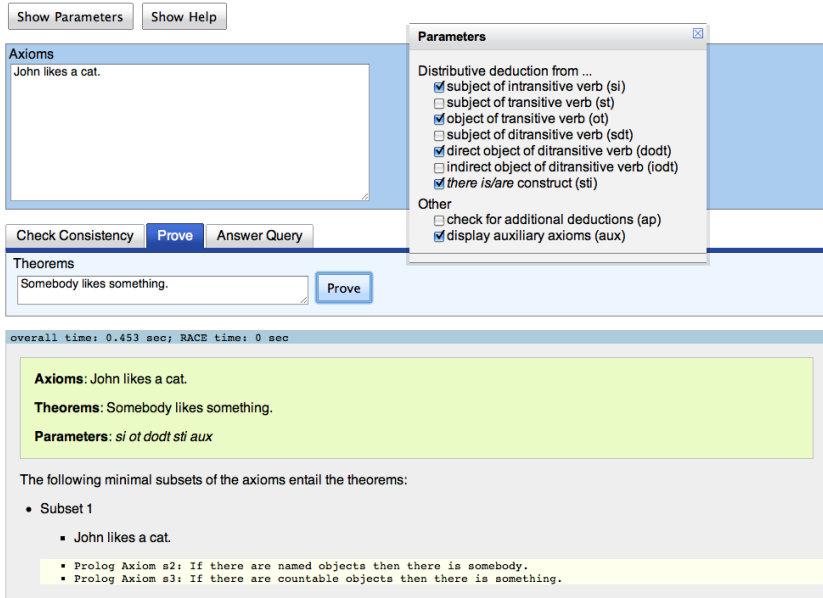 Show Parameters Show Help
Parameters
Axioms
John likes a cat.
Distributive deduction from ...
subject of intransitive verb (si)
subject of transitive verb (st)
object of transitive verb (ot)
subject of ditransitive verb (sdt)
direct object of ditransitive verb (dodt)
indirect object of ditransitive verb (iodt)
there is/are construct (sti)
Other
check for additional deductions (ap)
display auxiliary axioms (aux)
Check Consistency Prove Answer Query
Theorems
Somebody likes something.
Prove
overall time: 0.453 sec; RACE time: 0 sec
Axioms: John likes a cat.
Theorems: Somebody likes something.
Parameters: si ot dodt sti aux
The following minimal subsets of the axioms entail the theorems:
• Subset 1
▪ John likes a cat.
▪ Prolog Axiom s2: If there are named objects then there is somebody.
▪ Prolog Axiom s3: If there are countable objects then there is something.